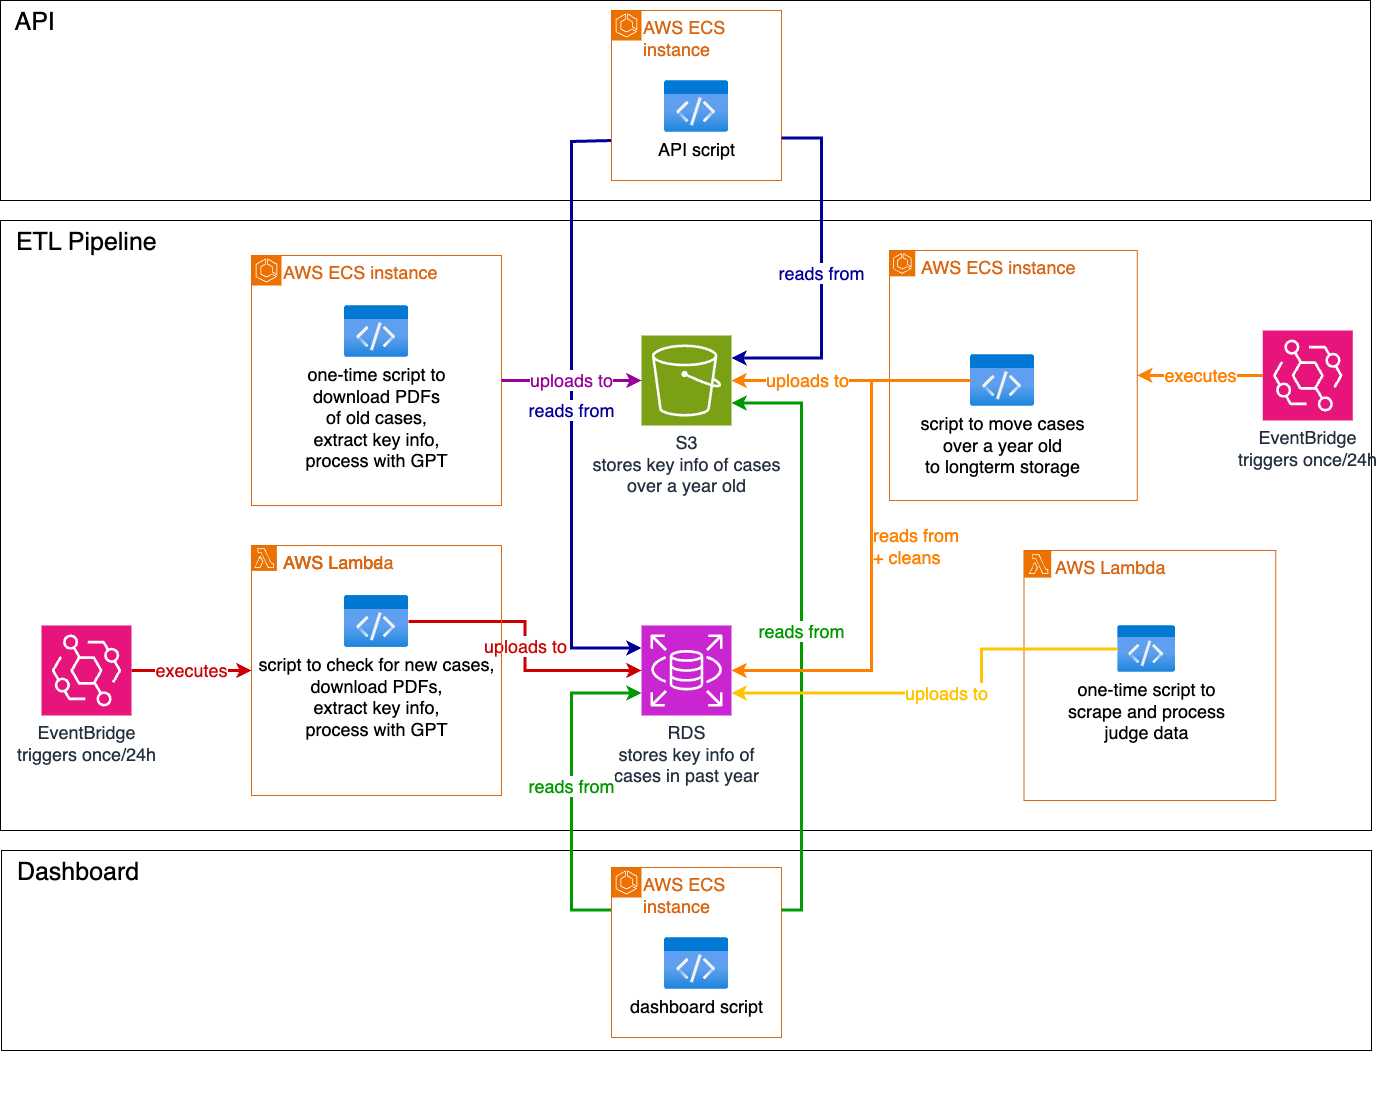 API
AWS ECS
instance
API script
ETL Pipeline
reads from
AWS ECS instance
one-time script to
download PDFs
of old cases,
extract key info,
process with GPT
uploads to
reads from
S3
stores key info of cases
over a year old
uploads to
AWS ECS instance
script to move cases
over a year old
to longterm storage
executes
EventBridge
triggers once/24h
reads from
+ cleans
AWS Lambda
script to check for new cases,
download PDFs,
extract key info,
process with GPT
executes
EventBridge
triggers once/24h
uploads to
RDS
stores key info of
cases in past year
reads from
reads from
uploads to
AWS Lambda
one-time script to
scrape and process
judge data
Dashboard
AWS ECS
instance
dashboard script